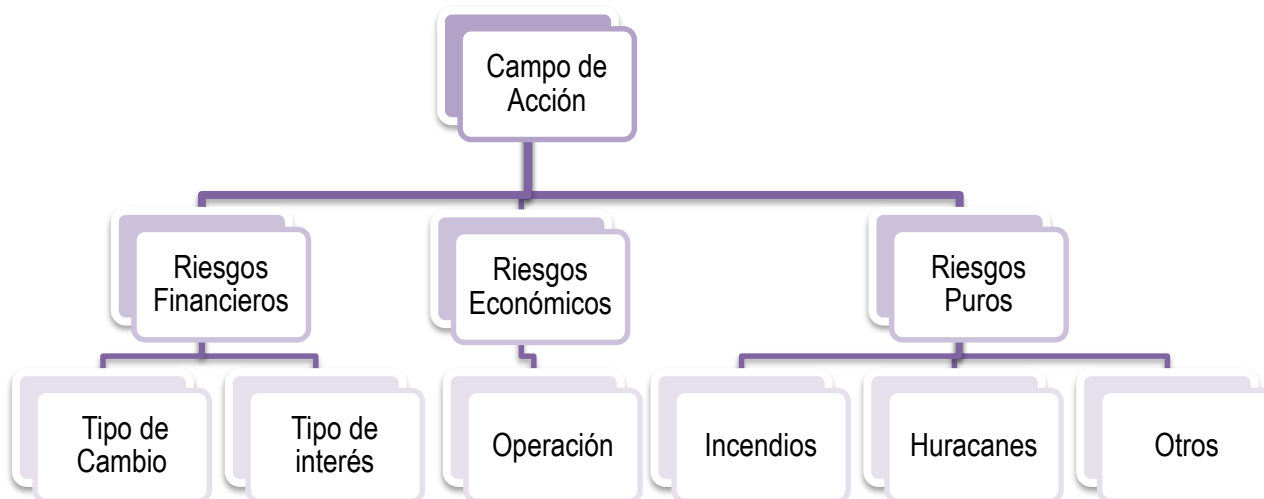 Campo de
Acción
Riesgos
Financieros
Riesgos
Económicos
Riesgos
Puros
Tipo de
Cambio
Tipo de
interés
Operación
Incendios
Huracanes
Otros